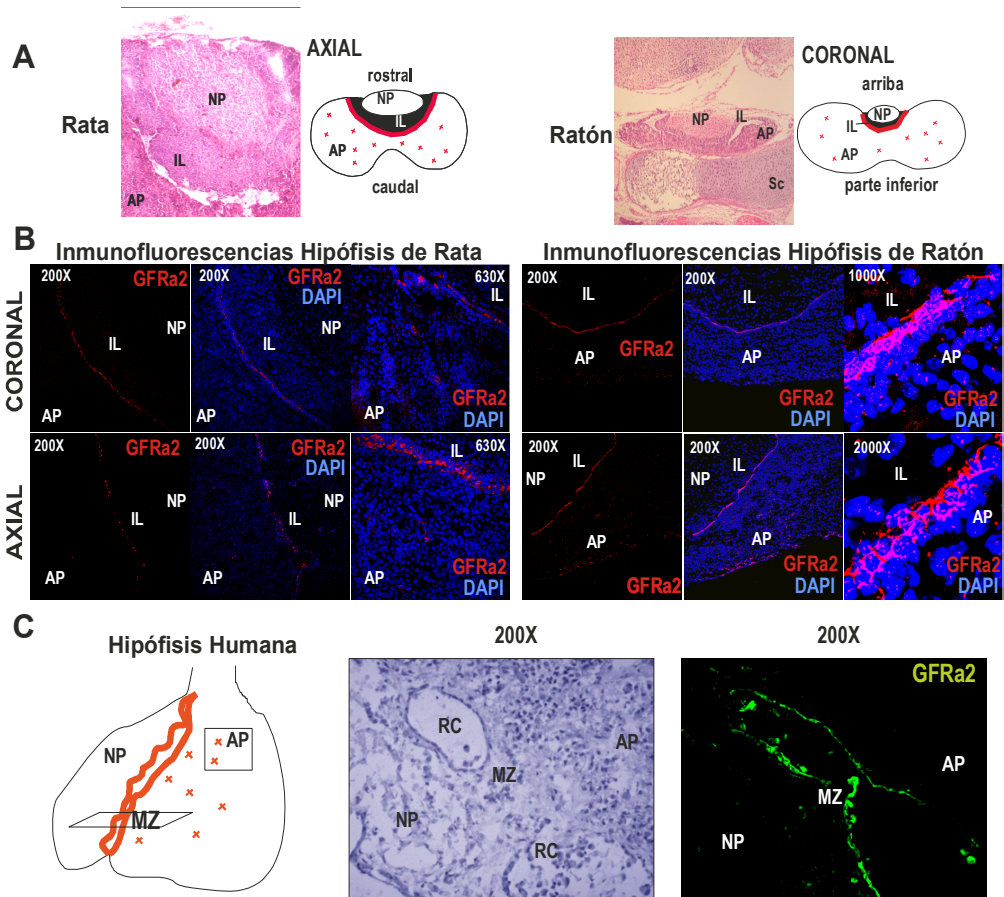 A
Rata
NP
IL
AP
AXIAL
rostral
NP
IL
AP
caudal
Ratón
NP
IL
AP
Sc
CORONAL
arriba
NP
IL
AP
parte inferior
B
Inmunofluorescencias Hipófisis de Rata
Inmunofluorescencias Hipófisis de Ratón
CORONAL
200X
GFRa2
NP
IL
AP
200X
GFRa2
DAPI
NP
IL
AP
630X
IL
AP
GFRa2
DAPI
200X
IL
AP
GFRa2
200X
IL
AP
GFRa2
DAPI
1000X
IL
AP
GFRa2
DAPI
AXIAL
200X
GFRa2
NP
IL
AP
200X
GFRa2
DAPI
NP
IL
AP
630X
IL
AP
GFRa2
DAPI
200X
IL
NP
AP
GFRa2
200X
IL
NP
AP
GFRa2
DAPI
2000X
IL
AP
GFRa2
DAPI
C
Hipófisis Humana
NP
AP
MZ
200X
RC
AP
MZ
NP
RC
200X
GFRa2
AP
MZ
NP